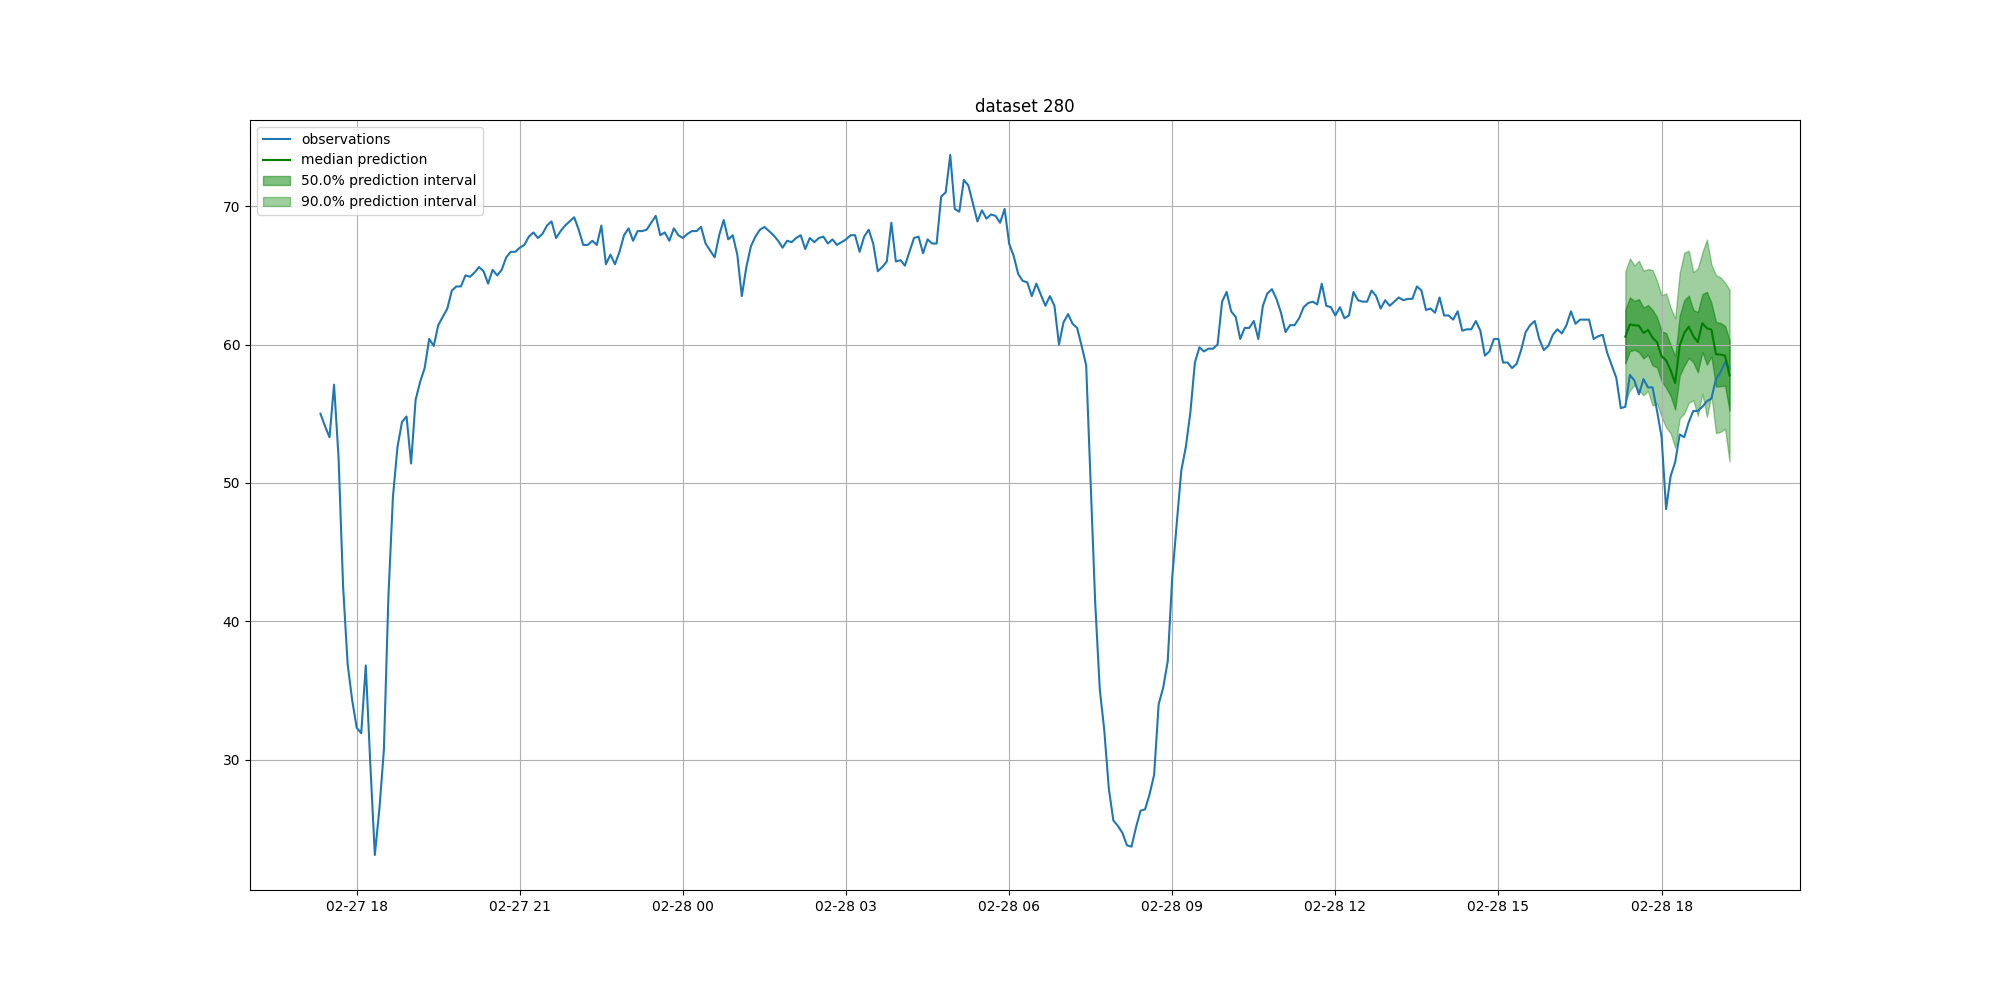 dataset 280
observations
median prediction
50.0% prediction interval
90.0% prediction interval
70
60
50
40
30
02-27 18
02-27 21
02-28 00
02-28 03
02-28 06
02-28 09
02-28 12
02-28 15
02-28 18